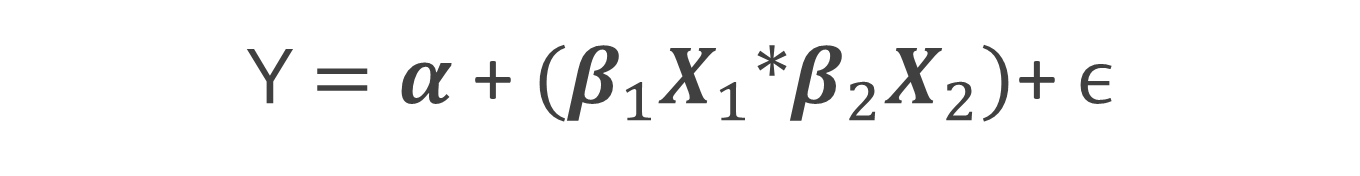 Y = α + (β₁X₁*β₂X₂)+ ϵ